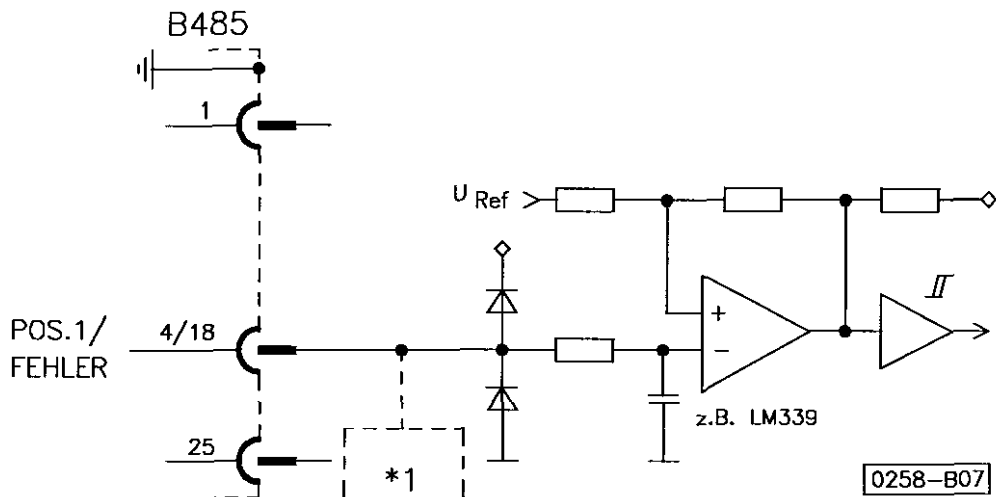 B485
1
U Ref
POS.1/
FEHLER
4/18
+
−
z.B. LM339
25
*1
0258-B07